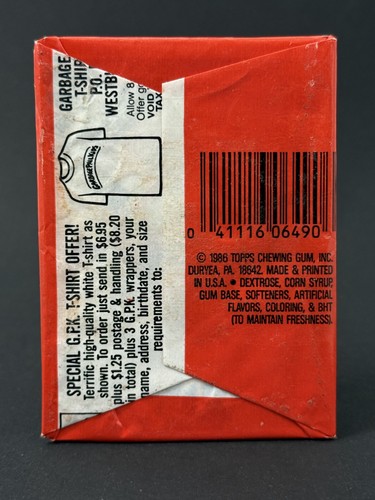 SPECIAL G.P.K. T-SHIRT OFFER!
Terrific high-quality white T-shirt as
shown. To order just send in $6.95
plus $1.25 postage & handling ($8.20
in total) plus 3 G.P.K. wrappers, your
name, address, birthdate, and size
requirements to:
GARBAGE
T-SHIR
P.O.
WESTB
Allow 8
Offer g
VOID
TAX
0 41116 06490
© 1986 TOPPS CHEWING GUM, INC.
DURYEA, PA. 18642. MADE & PRINTED
IN U.S.A. • DEXTROSE, CORN SYRUP,
GUM BASE, SOFTENERS, ARTIFICIAL
FLAVORS, COLORING, & BHT
(TO MAINTAIN FRESHNESS).